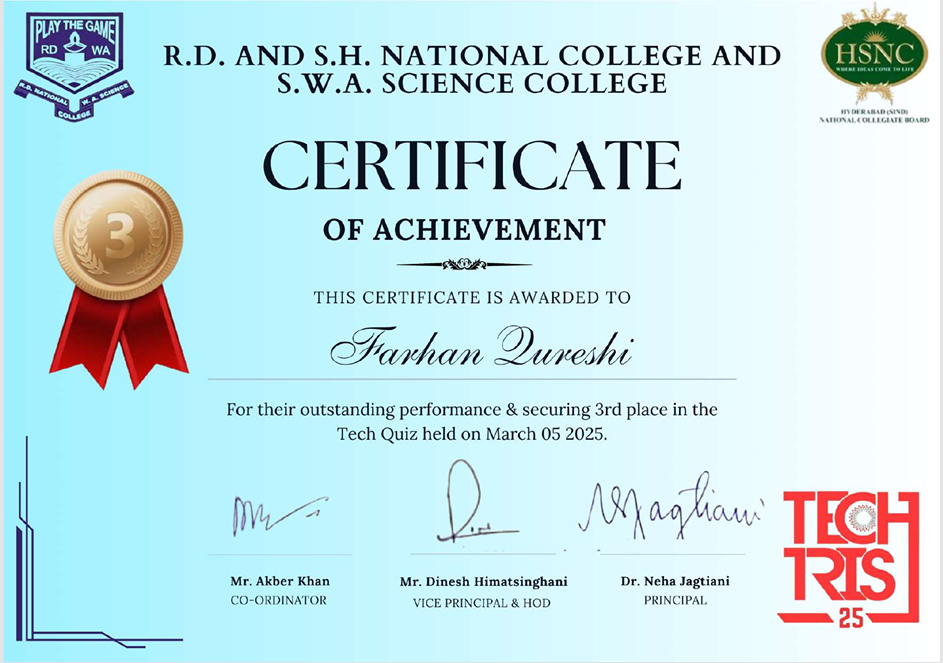 PLAY THE GAME
RD WA
R.D. NATIONAL W.A. SCIENCE
COLLEGE
R.D. AND S.H. NATIONAL COLLEGE AND
S.W.A. SCIENCE COLLEGE
HSNC
WHERE IDEAS COME TO LIFE
HYDERABAD (SIND)
NATIONAL COLLEGIATE BOARD
CERTIFICATE
OF ACHIEVEMENT
3
THIS CERTIFICATE IS AWARDED TO
Farhan Qureshi
For their outstanding performance & securing 3rd place in the
Tech Quiz held on March 05 2025.
NSJagtiani
Mr. Akber Khan
CO-ORDINATOR
Mr. Dinesh Himatsinghani
VICE PRINCIPAL & HOD
Dr. Neha Jagtiani
PRINCIPAL
TECH
IRIS
25